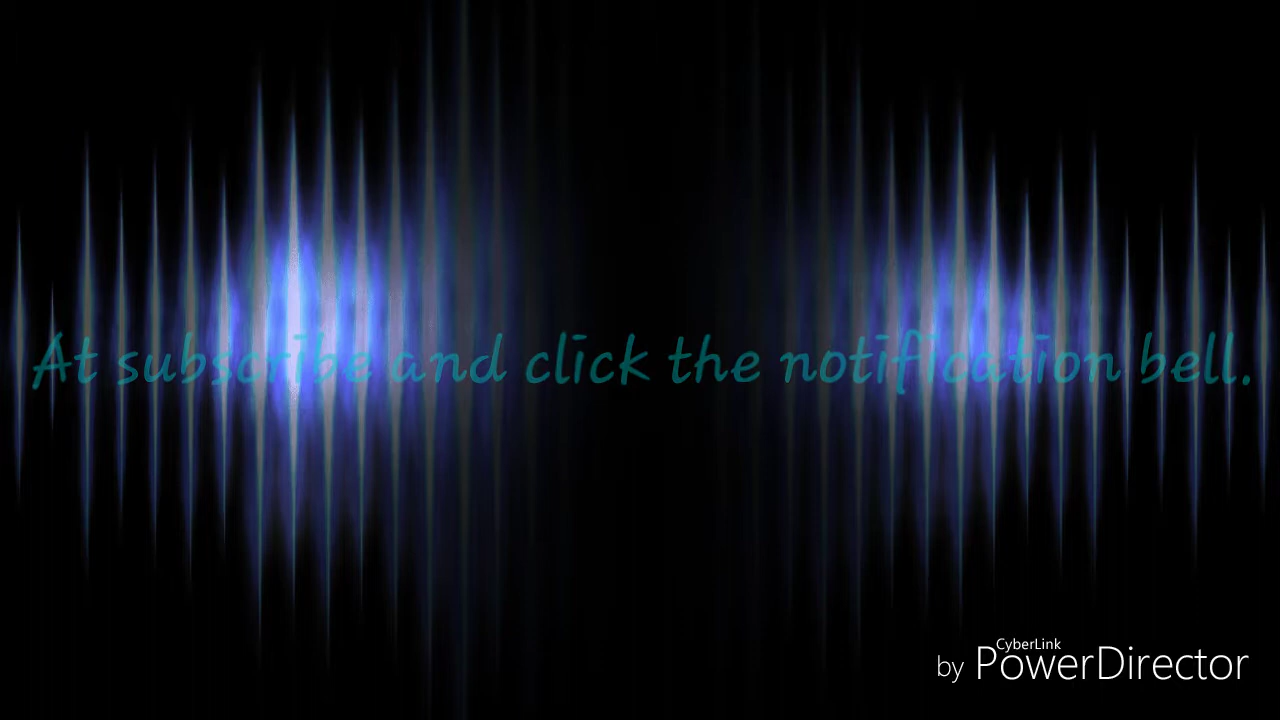 At subscribe and click the notification bell.
CyberLink
by PowerDirector